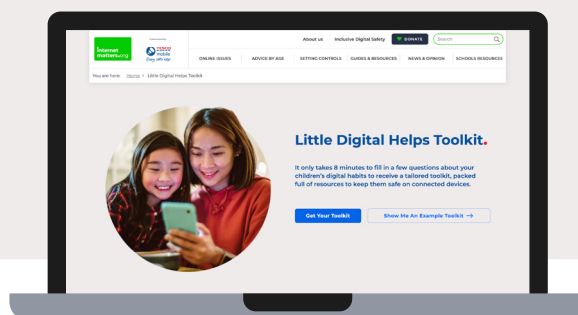 About us
Inclusive Digital Safety
DONATE
Search
internet
matters.org
mobile
ONLINE ISSUES
ADVICE BY AGE
SETTING CONTROLS
GUIDES & RESOURCES
NEWS & OPINION
SCHOOLS RESOURCES
You are here: Home • Little Digital Helps Toolkit
Little Digital Helps Toolkit.
It only takes 8 minutes to fill in a few questions about your
children's digital habits to receive a tailored toolkit, packed
full of resources to keep them safe on connected devices.
Get Your Toolkit
Show Me An Example Toolkit →